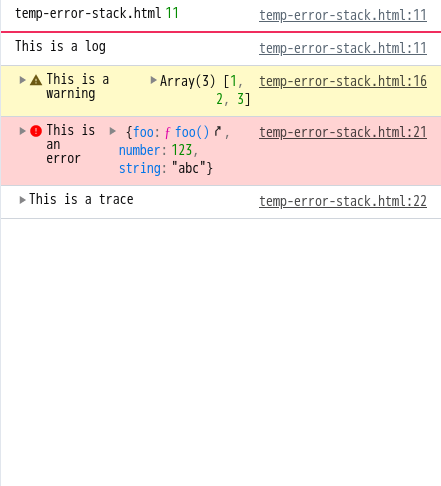 temp-error-stack.html 11 temp-error-stack.html:11
This is a log temp-error-stack.html:11
This is a Array(3) [1, temp-error-stack.html:16
warning 2, 3]
This is {foo: ƒ foo() , temp-error-stack.html:21
an number: 123,
error string: "abc"}
This is a trace temp-error-stack.html:22